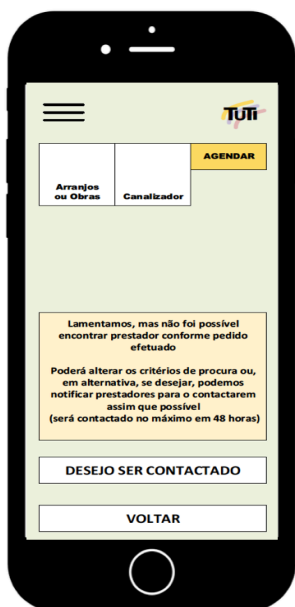 TUTi
AGENDAR
Arranjos
ou Obras
Canalizador
Lamentamos, mas não foi possível
encontrar prestador conforme pedido
efetuado
Poderá alterar os critérios de procura ou,
em alternativa, se desejar, podemos
notificar prestadores para o contactarem
assim que possível
(será contactado no máximo em 48 horas)
DESEJO SER CONTACTADO
VOLTAR